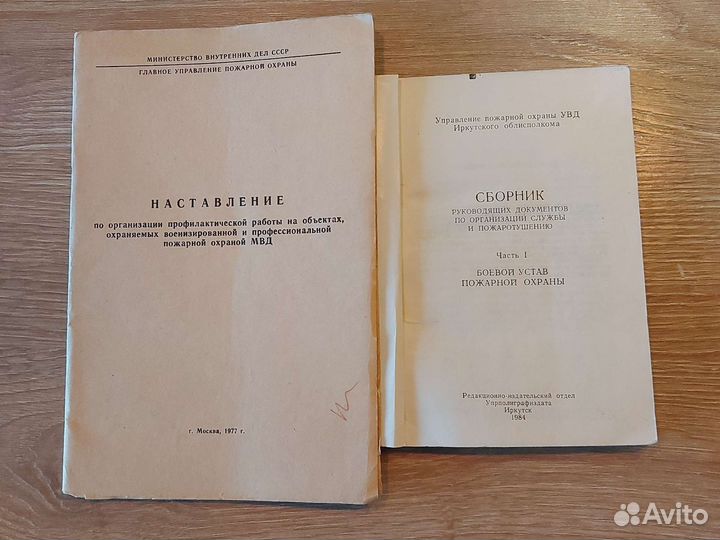 МИНИСТЕРСТВО ВНУТРЕННИХ ДЕЛ СССР
ГЛАВНОЕ УПРАВЛЕНИЕ ПОЖАРНОЙ ОХРАНЫ
НАСТАВЛЕНИЕ
по организации профилактической работы на объектах,
охраняемых военизированной и профессиональной
пожарной охраной МВД
г. Москва, 1977 г.
Управление пожарной охраны УВД
Иркутского облисполкома
СБОРНИК
РУКОВОДЯЩИХ ДОКУМЕНТОВ
ПО ОРГАНИЗАЦИИ СЛУЖБЫ
И ПОЖАРОТУШЕНИЮ
Часть I
БОЕВОЙ УСТАВ
ПОЖАРНОЙ ОХРАНЫ
Редакционно-издательский отдел
Упрполиграфиздата
Иркутск
1984
Avito